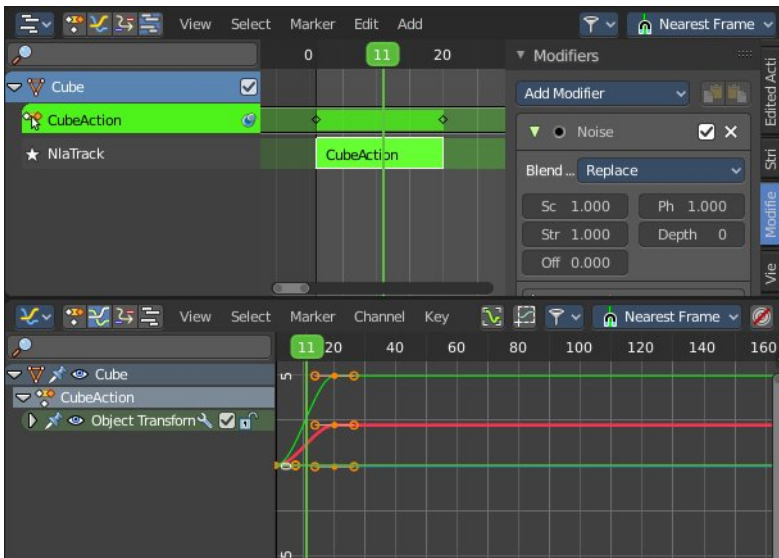 View Select Marker Edit Add Nearest Frame
0 11 20
Modifiers
Cube
Add Modifier
CubeAction
Noise
NlaTrack
CubeAction
Blend ... Replace
Sc 1.000 Ph 1.000
Str 1.000 Depth 0
Off 0.000
Edited Acti
Stri
Modifie
Vie
View Select Marker Channel Key Nearest Frame
11 20 40 60 80 100 120 140 160
Cube
CubeAction
Object Transforn
5
0
5